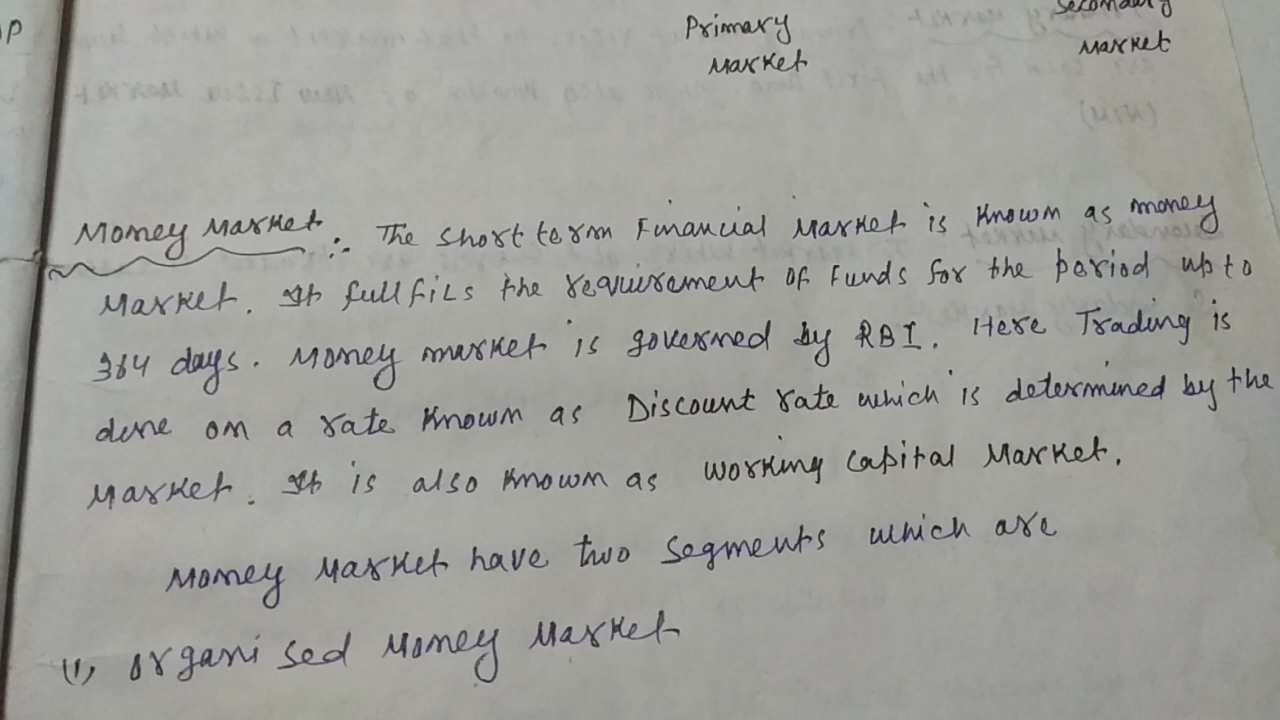 P
Primary Secondary
Market Market
Money Market :- The short term Financial Market is Known as money
Market. It fullfils the requirement of Funds for the period up to
364 days. Money market is governed by RBI. Here Trading is
done on a rate Known as Discount rate which is determined by the
Market. It is also Known as Working Capital Market.
Money Market have two segments which are
(1) Organised Money Market